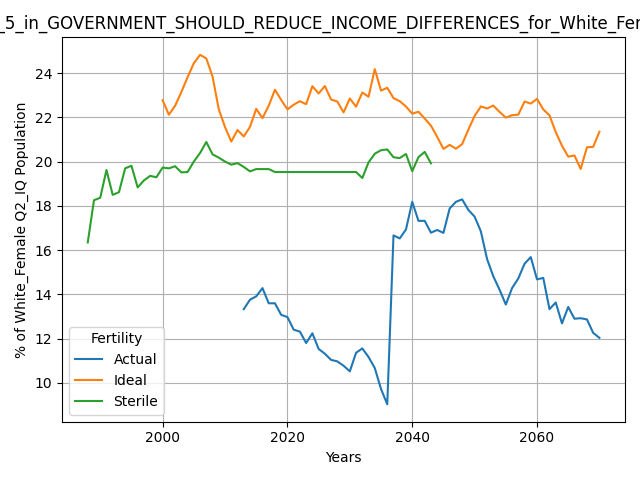 _5_in_GOVERNMENT_SHOULD_REDUCE_INCOME_DIFFERENCES_for_White_Fer
% of White_Female Q2_IQ Population
24
22
20
18
16
14
12
10
Fertility
Actual
Ideal
Sterile
2000 2020 2040 2060
Years